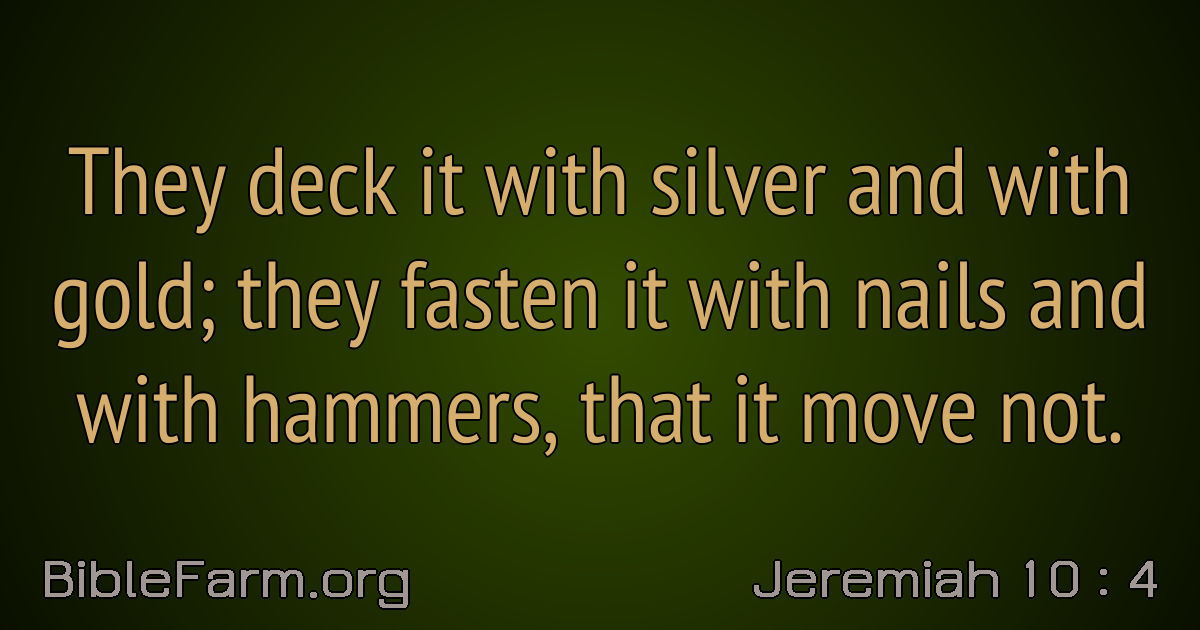 They deck it with silver and with
gold; they fasten it with nails and
with hammers, that it move not.
BibleFarm.org
Jeremiah 10 : 4